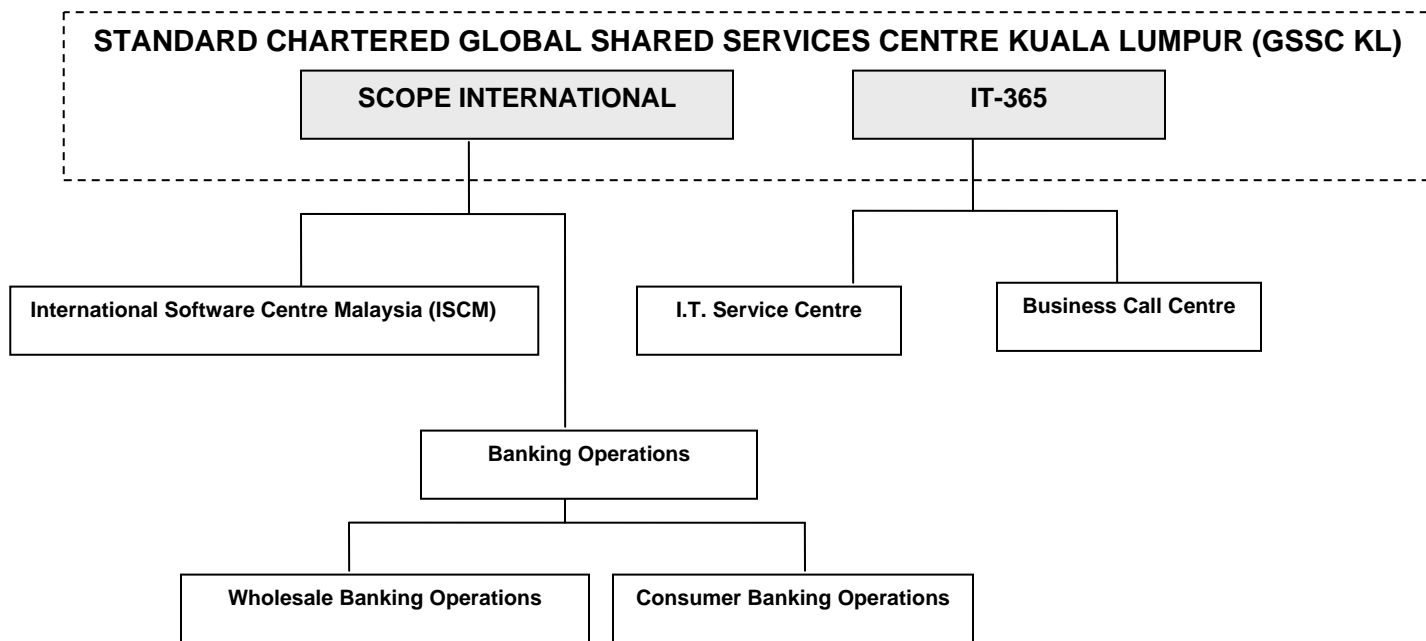 STANDARD CHARTERED GLOBAL SHARED SERVICES CENTRE KUALA LUMPUR (GSSC KL)
SCOPE INTERNATIONAL
IT-365
International Software Centre Malaysia (ISCM)
I.T. Service Centre
Business Call Centre
Banking Operations
Wholesale Banking Operations
Consumer Banking Operations